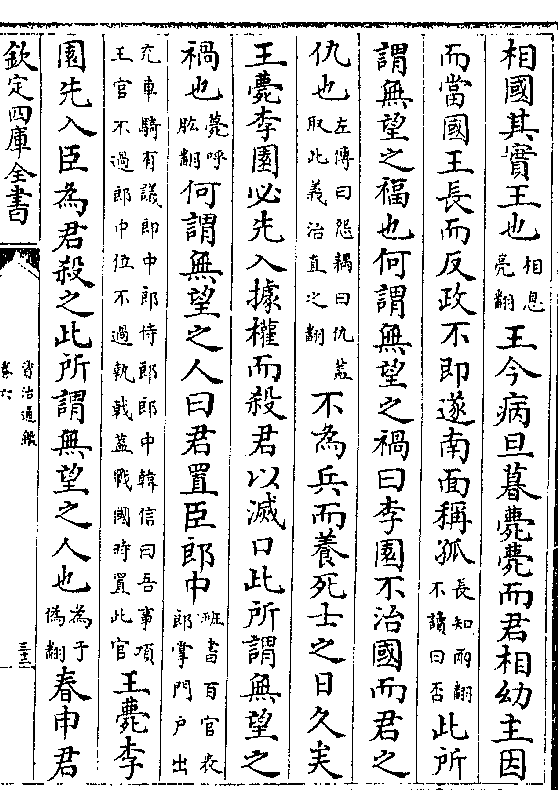 相國其實王也相息亮翻王今病旦暮薨薨而君相幼主因
而當國王長而反政不即遂南面稱孤長知兩翻不讀曰否此所
謂無望之福也何謂無望之禍曰李園不治國而君之
仇也左傳曰怨耦曰仇蓋取此義治直之翻不為兵而養死士之日久矣
王薨李園必先入據權而殺君以滅口此所謂無望之
禍也薨呼肱翻何謂無望之人曰君置臣郎中班書百官表郎掌門戶出
充車騎有議郎中郎侍郎郎中韓信曰吾事項王官不過郎中位不過執戟蓋戰國時置此官王薨李
園先入臣為君殺之此所謂無望之人也為于偽翻春申君
欽定四庫全書
資治通鑑
卷六
三十三